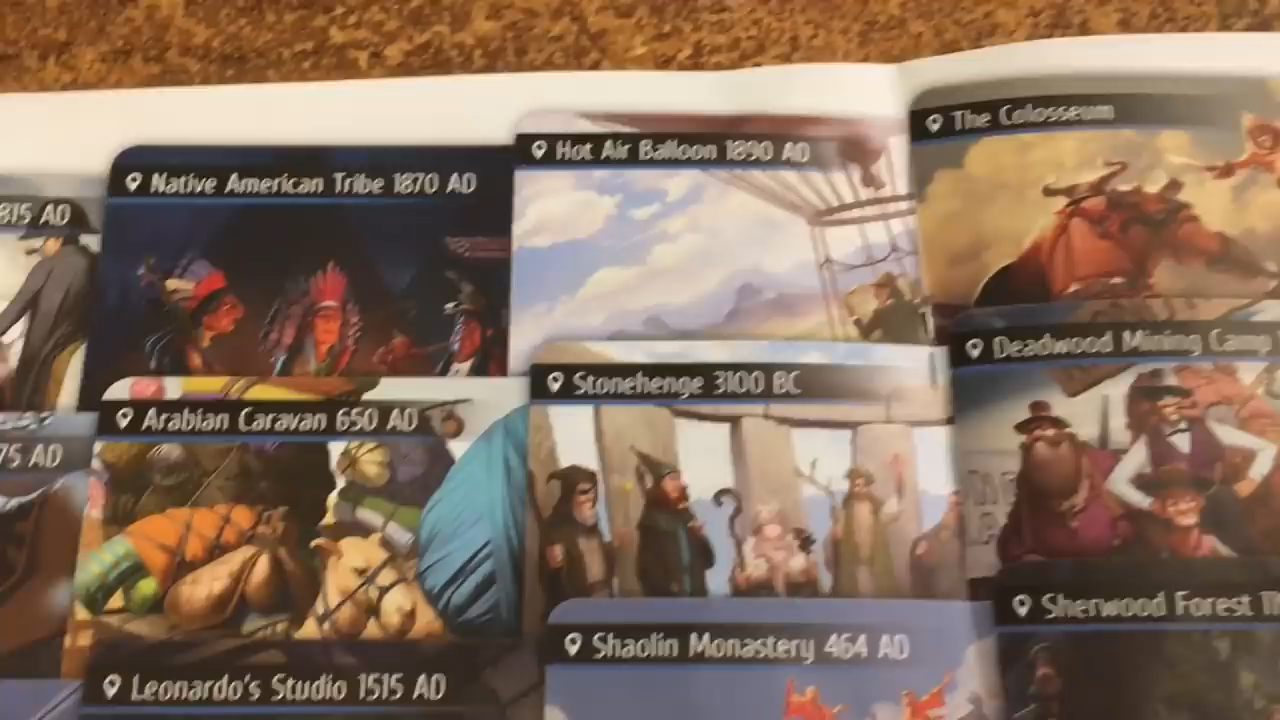 815 AD
Native American Tribe 1870 AD
Hot Air Balloon 1890 AD
The Colosseum
75 AD
Arabian Caravan 650 AD
Stonehenge 3100 BC
Deadwood Mining Camp
Leonardo's Studio 1515 AD
Shaolin Monastery 464 AD
Sherwood Forest